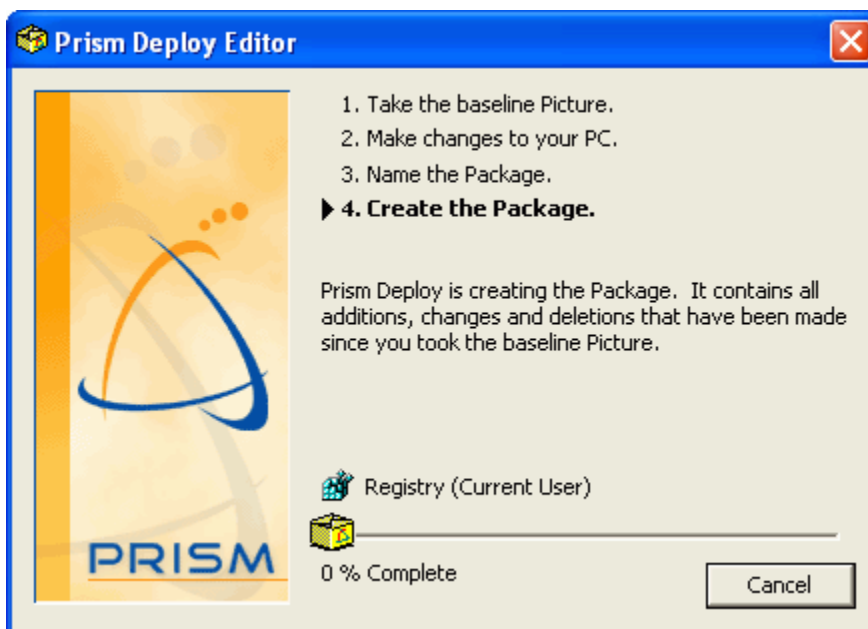 Prism Deploy Editor
1. Take the baseline Picture.
2. Make changes to your PC.
3. Name the Package.
4. Create the Package.
Prism Deploy is creating the Package.  It contains all
additions, changes and deletions that have been made
since you took the baseline Picture.
Registry (Current User)
0 % Complete
Cancel
PRISM